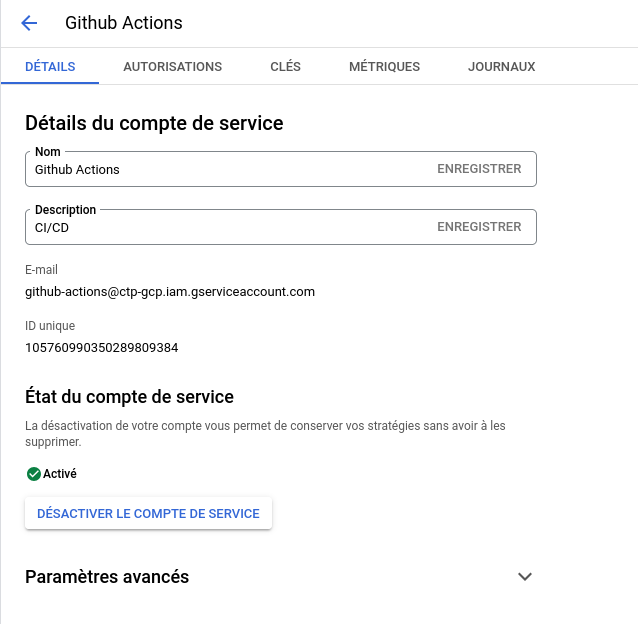 Github Actions
DÉTAILS AUTORISATIONS CLÉS MÉTRIQUES JOURNAUX
Détails du compte de service
Nom
Github Actions ENREGISTRER
Description
CI/CD ENREGISTRER
E-mail
github-actions@ctp-gcp.iam.gserviceaccount.com
ID unique
105760990350289809384
État du compte de service
La désactivation de votre compte vous permet de conserver vos stratégies sans avoir à les
supprimer.
Activé
DÉSACTIVER LE COMPTE DE SERVICE
Paramètres avancés